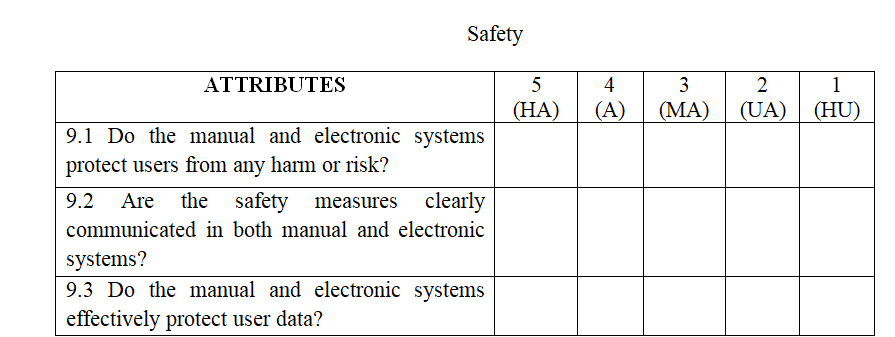 Safety
ATTRIBUTES 5 4 3 2 1
(HA) (A) (MA) (UA) (HU)
9.1 Do the manual and electronic systems
protect users from any harm or risk?
9.2 Are the safety measures clearly
communicated in both manual and electronic
systems?
9.3 Do the manual and electronic systems
effectively protect user data?